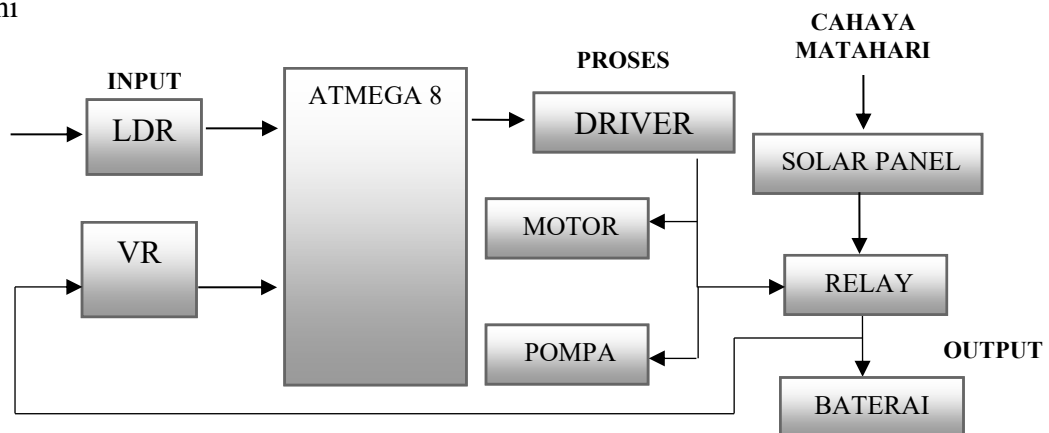 CAHAYA
MATAHARI
PROSES
INPUT
ATMEGA 8
LDR
DRIVER
SOLAR PANEL
MOTOR
VR
RELAY
POMPA
OUTPUT
BATERAI